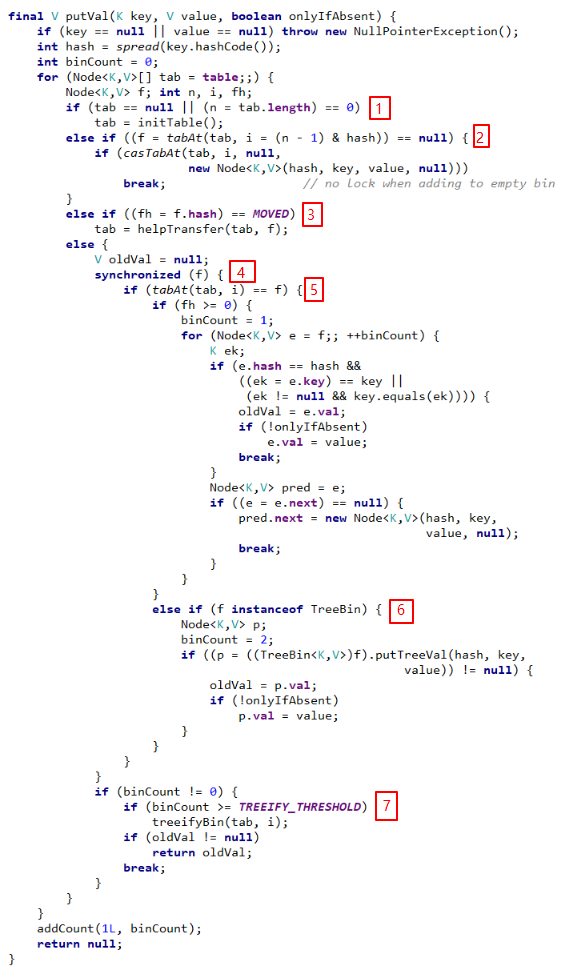 final V putVal(K key, V value, boolean onlyIfAbsent) {
    if (key == null || value == null) throw new NullPointerException();
    int hash = spread(key.hashCode());
    int binCount = 0;
    for (Node<K,V>[] tab = table;;) {
        Node<K,V> f; int n, i, fh;
        if (tab == null || (n = tab.length) == 0) 1
            tab = initTable();
        else if ((f = tabAt(tab, i = (n - 1) & hash)) == null) { 2
            if (casTabAt(tab, i, null,
                         new Node<K,V>(hash, key, value, null)))
                break;                   // no lock when adding to empty bin
        }
        else if ((fh = f.hash) == MOVED) 3
            tab = helpTransfer(tab, f);
        else {
            V oldVal = null;
            synchronized (f) { 4
                if (tabAt(tab, i) == f) { 5
                    if (fh >= 0) {
                        binCount = 1;
                        for (Node<K,V> e = f;; ++binCount) {
                            K ek;
                            if (e.hash == hash &&
                                ((ek = e.key) == key ||
                                 (ek != null && key.equals(ek)))) {
                                oldVal = e.val;
                                if (!onlyIfAbsent)
                                    e.val = value;
                                break;
                            }
                            Node<K,V> pred = e;
                            if ((e = e.next) == null) {
                                pred.next = new Node<K,V>(hash, key,
                                                          value, null);
                                break;
                            }
                        }
                    }
                    else if (f instanceof TreeBin) { 6
                        Node<K,V> p;
                        binCount = 2;
                        if ((p = ((TreeBin<K,V>)f).putTreeVal(hash, key,
                                                       value)) != null) {
                            oldVal = p.val;
                            if (!onlyIfAbsent)
                                p.val = value;
                        }
                    }
                }
            }
            if (binCount != 0) {
                if (binCount >= TREEIFY_THRESHOLD) 7
                    treeifyBin(tab, i);
                if (oldVal != null)
                    return oldVal;
                break;
            }
        }
    }
    addCount(1L, binCount);
    return null;
}